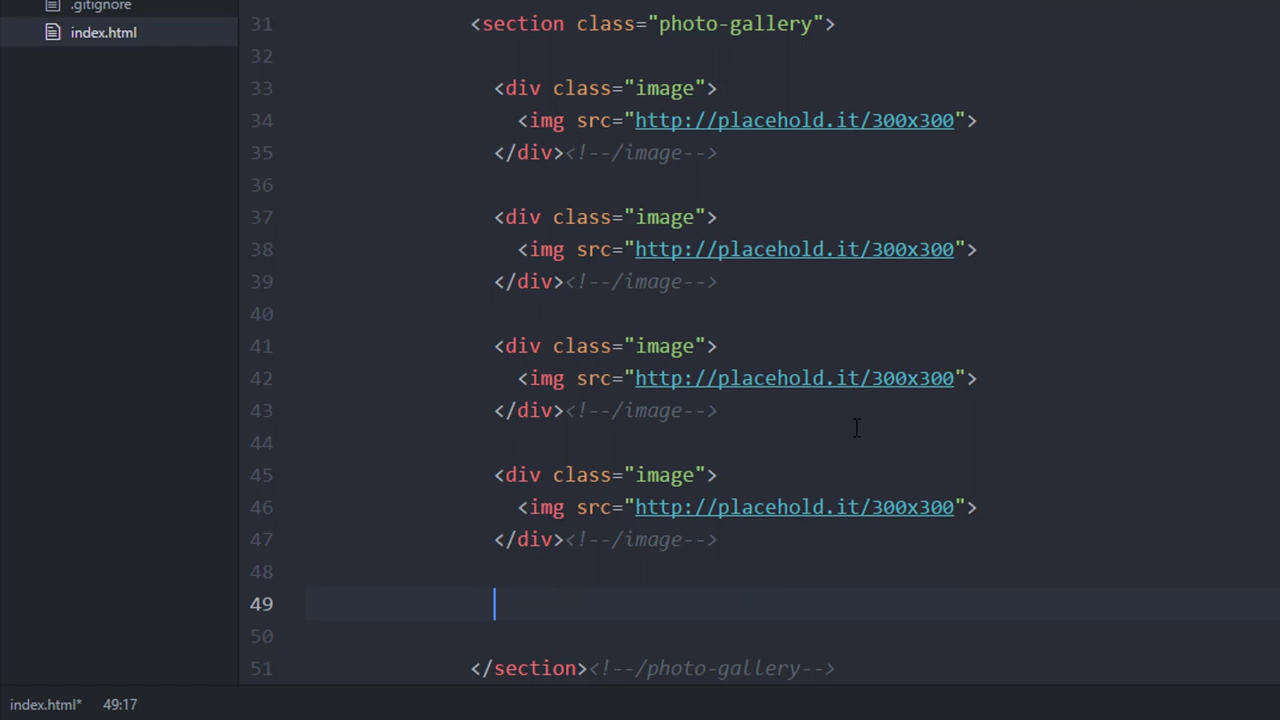 .gitignore
index.html
31 <section class="photo-gallery">
32
33 <div class="image">
34 <img src="http://placehold.it/300x300">
35 </div><!--/image-->
36
37 <div class="image">
38 <img src="http://placehold.it/300x300">
39 </div><!--/image-->
40
41 <div class="image">
42 <img src="http://placehold.it/300x300">
43 </div><!--/image-->
44
45 <div class="image">
46 <img src="http://placehold.it/300x300">
47 </div><!--/image-->
48
49
50
51 </section><!--/photo-gallery-->
index.html* 49:17